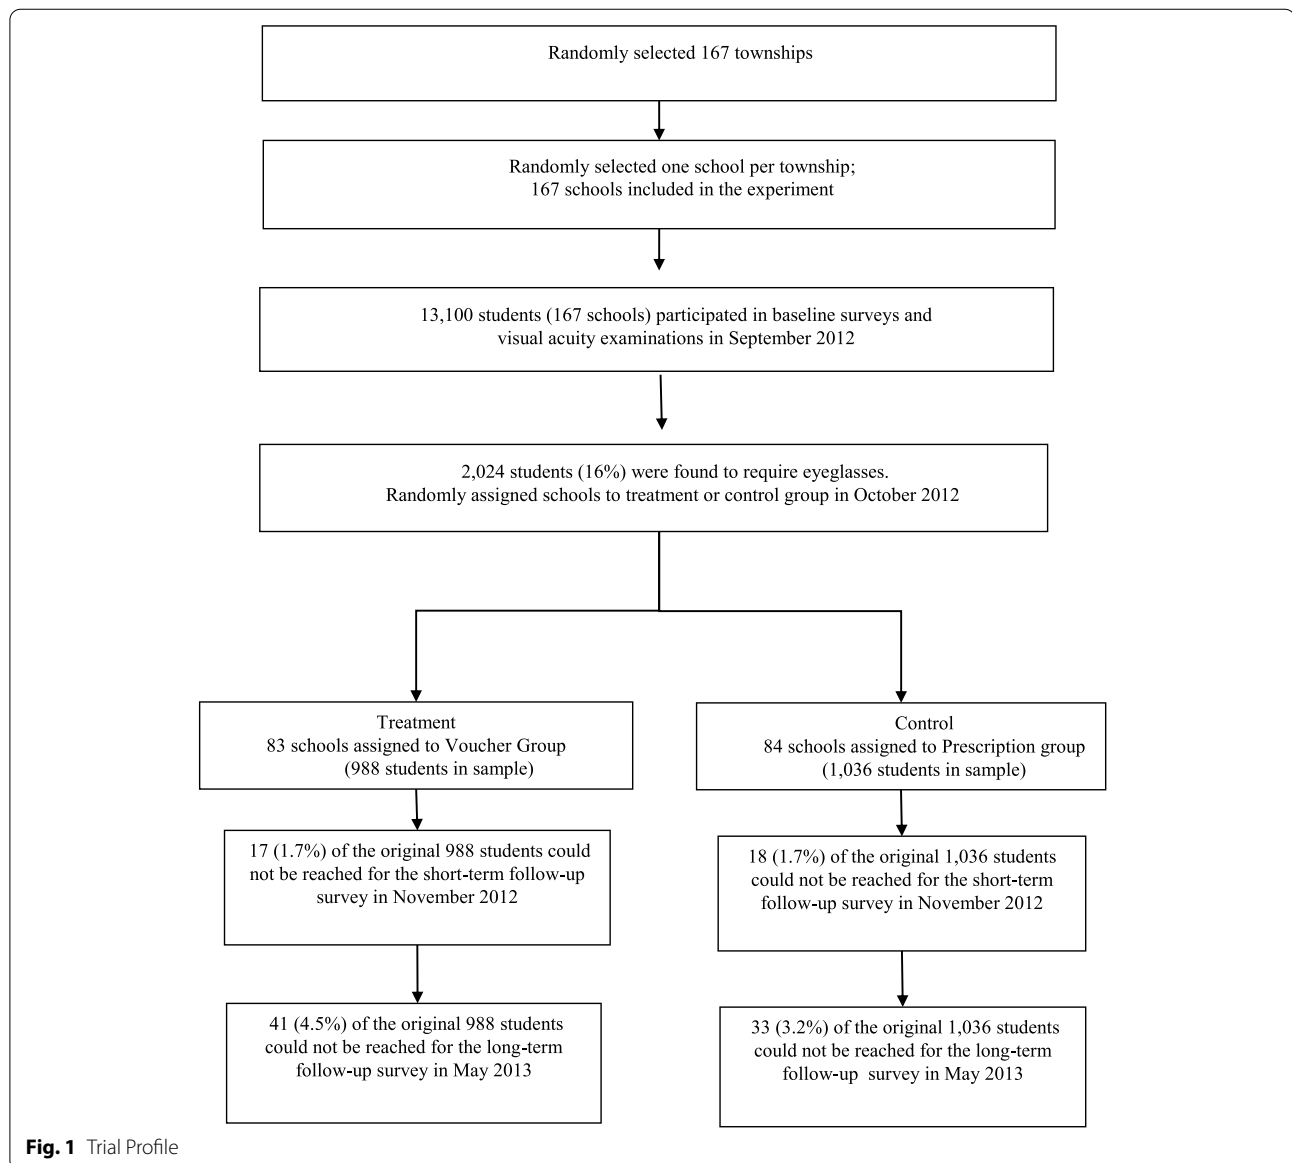 Randomly selected 167 townships
Randomly selected one school per township;
167 schools included in the experiment
13,100 students (167 schools) participated in baseline surveys and
visual acuity examinations in September 2012
2,024 students (16%) were found to require eyeglasses.
Randomly assigned schools to treatment or control group in October 2012
Treatment
83 schools assigned to Voucher Group
(988 students in sample)
Control
84 schools assigned to Prescription group
(1,036 students in sample)
17 (1.7%) of the original 988 students could
not be reached for the short-term follow-up
survey in November 2012
18 (1.7%) of the original 1,036 students
could not be reached for the short-term
follow-up survey in November 2012
41 (4.5%) of the original 988 students
could not be reached for the long-term
follow-up survey in May 2013
33 (3.2%) of the original 1,036 students
could not be reached for the long-term
follow-up survey in May 2013
Fig. 1 Trial Profile